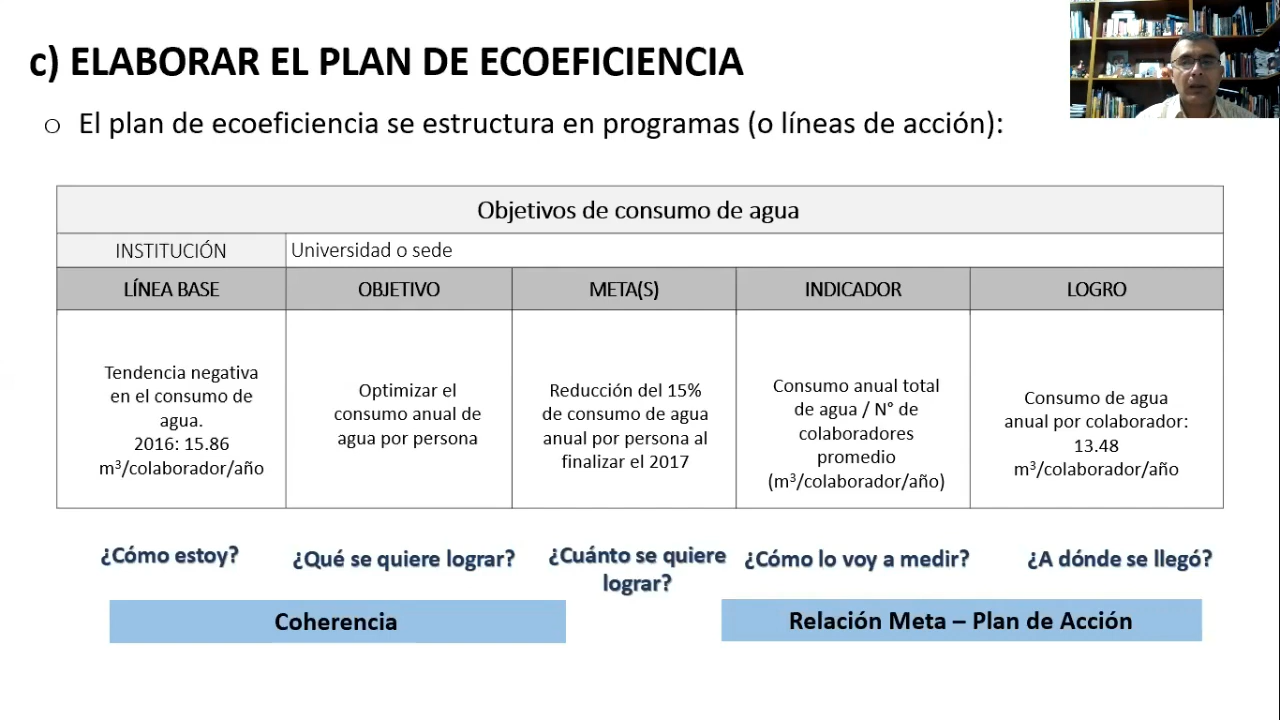 c) ELABORAR EL PLAN DE ECOEFICIENCIA
○ El plan de ecoeficiencia se estructura en programas (o líneas de acción):
Objetivos de consumo de agua
INSTITUCIÓN
Universidad o sede
LÍNEA BASE
OBJETIVO
META(S)
INDICADOR
LOGRO
Tendencia negativa
en el consumo de
agua.
2016: 15.86
m³/colaborador/año
Optimizar el
consumo anual de
agua por persona
Reducción del 15%
de consumo de agua
anual por persona al
finalizar el 2017
Consumo anual total
de agua / N° de
colaboradores
promedio
(m³/colaborador/año)
Consumo de agua
anual por colaborador:
13.48
m³/colaborador/año
¿Cómo estoy?
¿Qué se quiere lograr?
¿Cuánto se quiere
lograr?
¿Cómo lo voy a medir?
¿A dónde se llegó?
Coherencia
Relación Meta – Plan de Acción